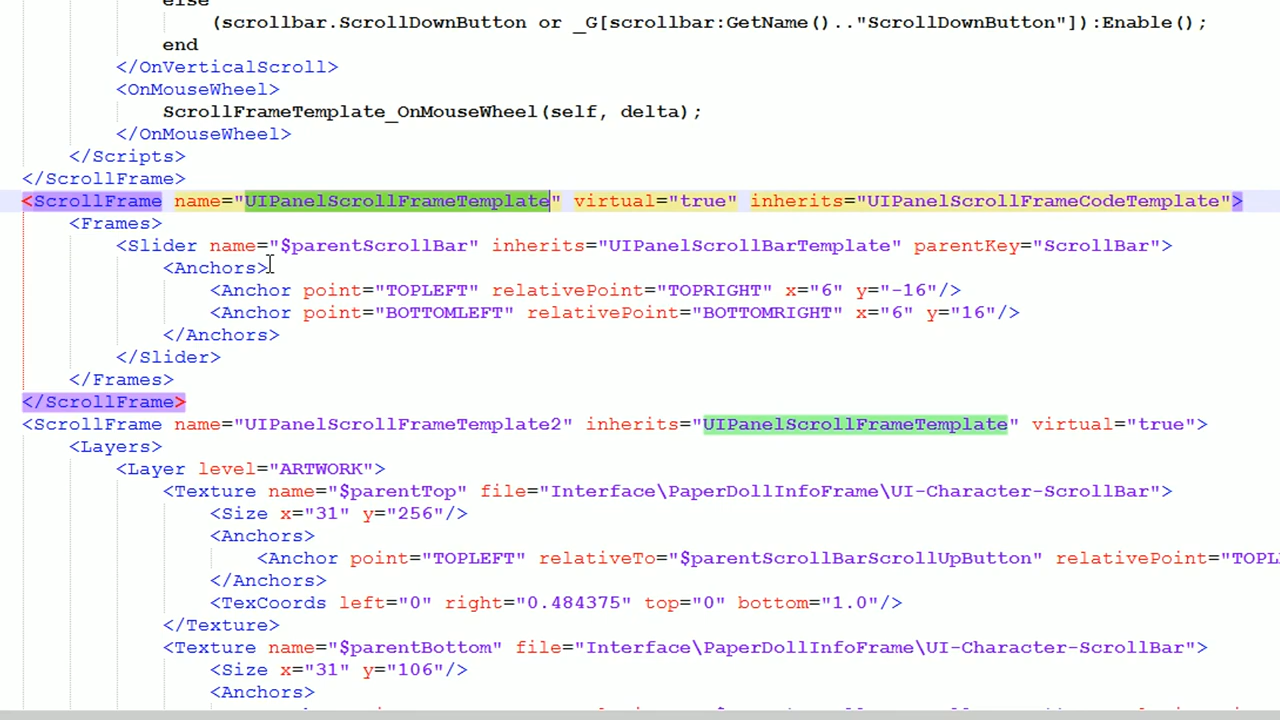 else
(scrollbar.ScrollDownButton or _G[scrollbar:GetName().."ScrollDownButton"]):Enable();
end
</OnVerticalScroll>
<OnMouseWheel>
ScrollFrameTemplate_OnMouseWheel(self, delta);
</OnMouseWheel>
</Scripts>
</ScrollFrame>
<ScrollFrame name="UIPanelScrollFrameTemplate" virtual="true" inherits="UIPanelScrollFrameCodeTemplate">
<Frames>
<Slider name="$parentScrollBar" inherits="UIPanelScrollBarTemplate" parentKey="ScrollBar">
<Anchors>
<Anchor point="TOPLEFT" relativePoint="TOPRIGHT" x="6" y="-16"/>
<Anchor point="BOTTOMLEFT" relativePoint="BOTTOMRIGHT" x="6" y="16"/>
</Anchors>
</Slider>
</Frames>
</ScrollFrame>
<ScrollFrame name="UIPanelScrollFrameTemplate2" inherits="UIPanelScrollFrameTemplate" virtual="true">
<Layers>
<Layer level="ARTWORK">
<Texture name="$parentTop" file="Interface\PaperDollInfoFrame\UI-Character-ScrollBar">
<Size x="31" y="256"/>
<Anchors>
<Anchor point="TOPLEFT" relativeTo="$parentScrollBarScrollUpButton" relativePoint="TOPL
</Anchors>
<TexCoords left="0" right="0.484375" top="0" bottom="1.0"/>
</Texture>
<Texture name="$parentBottom" file="Interface\PaperDollInfoFrame\UI-Character-ScrollBar">
<Size x="31" y="106"/>
<Anchors>